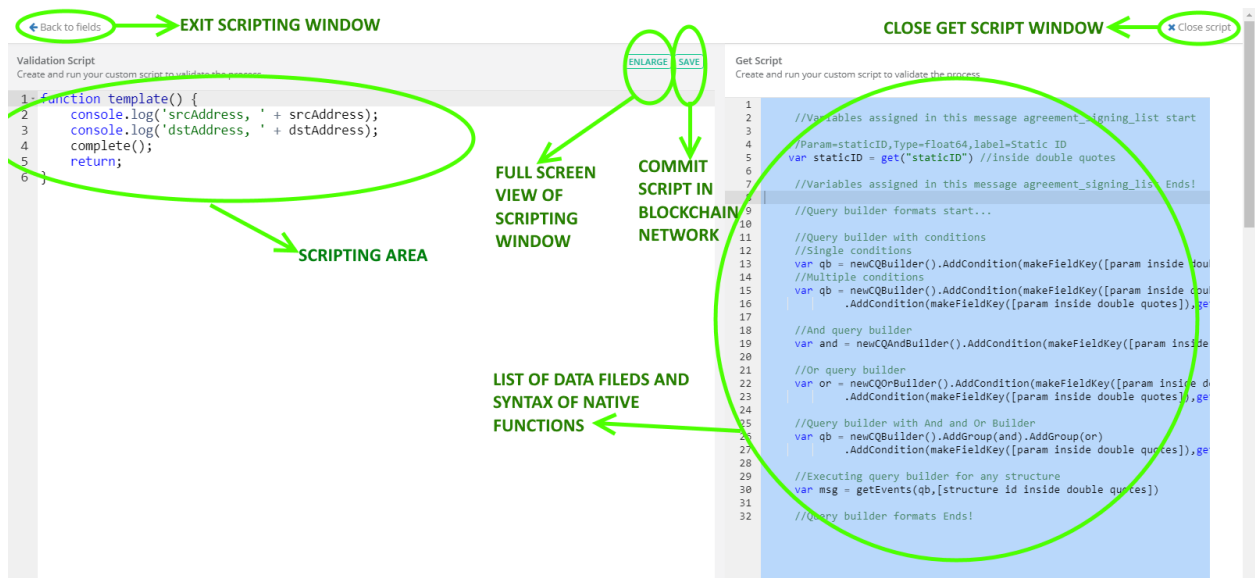 Back to fields
EXIT SCRIPTING WINDOW
CLOSE GET SCRIPT WINDOW
Close script
Validation Script
ENLARGE
SAVE
Create and run your custom script to validate the process
1 function template() {
2 console.log('srcAddress, ' + srcAddress);
3 console.log('dstAddress, ' + dstAddress);
4 complete();
5 return;
6 }
SCRIPTING AREA
FULL SCREEN
VIEW OF
SCRIPTING
WINDOW
COMMIT
SCRIPT IN
BLOCKCHAIN
NETWORK
LIST OF DATA FILEDS AND
SYNTAX OF NATIVE
FUNCTIONS
Get Script
Create and run your custom script to validate the process
1
2 //Variables assigned in this message agreement_signing_list start
3
4 /Param=staticID,Type=float64,label=Static ID
5 var staticID = get("staticID") //inside double quotes
6
7 //Variables assigned in this message agreement_signing_list Ends!
8
9 //Query builder formats start...
10
11 //Query builder with conditions
12 //Single conditions
13 var qb = newCQBuilder().AddCondition(makeFieldKey([param inside dou
14 //Multiple conditions
15 var qb = newCQBuilder().AddCondition(makeFieldKey([param inside dou
16 .AddCondition(makeFieldKey([param inside double quotes]),ge
17
18 //And query builder
19 var and = newCQAndBuilder().AddCondition(makeFieldKey([param inside
20
21 //Or query builder
22 var or = newCQOrBuilder().AddCondition(makeFieldKey([param inside d
23 .AddCondition(makeFieldKey([param inside double quotes]),ge
24
25 //Query builder with And and Or Builder
26 var qb = newCQBuilder().AddGroup(and).AddGroup(or)
27 .AddCondition(makeFieldKey([param inside double quotes]),ge
28
29 //Executing query builder for any structure
30 var msg = getEvents(qb,[structure id inside double quotes])
31
32 //Query builder formats Ends!